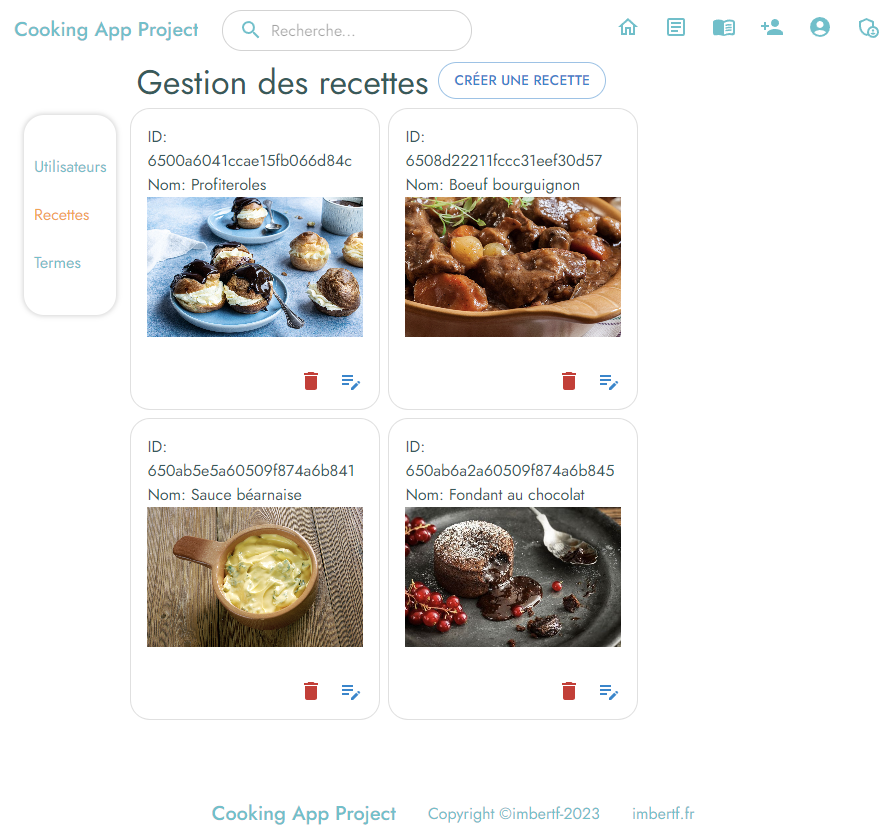 Cooking App Project
Recherche...
Gestion des recettes
CRÉER UNE RECETTE
Utilisateurs
Recettes
Termes
ID:
6500a6041ccae15fb066d84c
Nom: Profiteroles
ID:
6508d22211fccc31eef30d57
Nom: Boeuf bourguignon
ID:
650ab5e5a60509f874a6b841
Nom: Sauce béarnaise
ID:
650ab6a2a60509f874a6b845
Nom: Fondant au chocolat
Cooking App Project
Copyright ©imbertf-2023
imbertf.fr